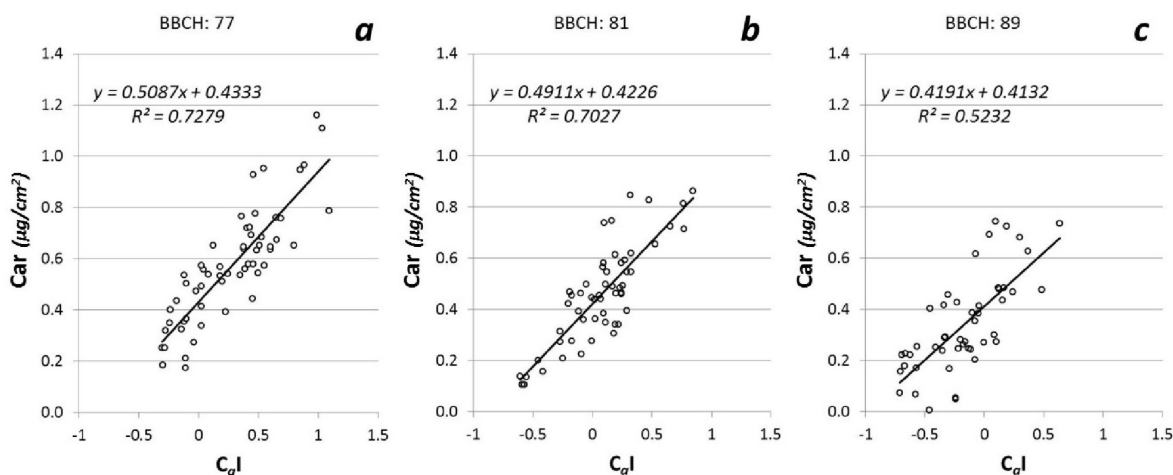 BBCH: 77
a
1.4
1.2
1.0
0.8
0.6
0.4
0.2
0.0
Car (μg/cm²)
y = 0.5087x + 0.4333
R² = 0.7279
-1 -0.5 0 0.5 1 1.5
CaI
BBCH: 81
b
1.4
1.2
1.0
0.8
0.6
0.4
0.2
0.0
Car (μg/cm²)
y = 0.4911x + 0.4226
R² = 0.7027
-1 -0.5 0 0.5 1 1.5
CaI
BBCH: 89
c
1.4
1.2
1.0
0.8
0.6
0.4
0.2
0.0
Car (μg/cm²)
y = 0.4191x + 0.4132
R² = 0.5232
-1 -0.5 0 0.5 1 1.5
CaI